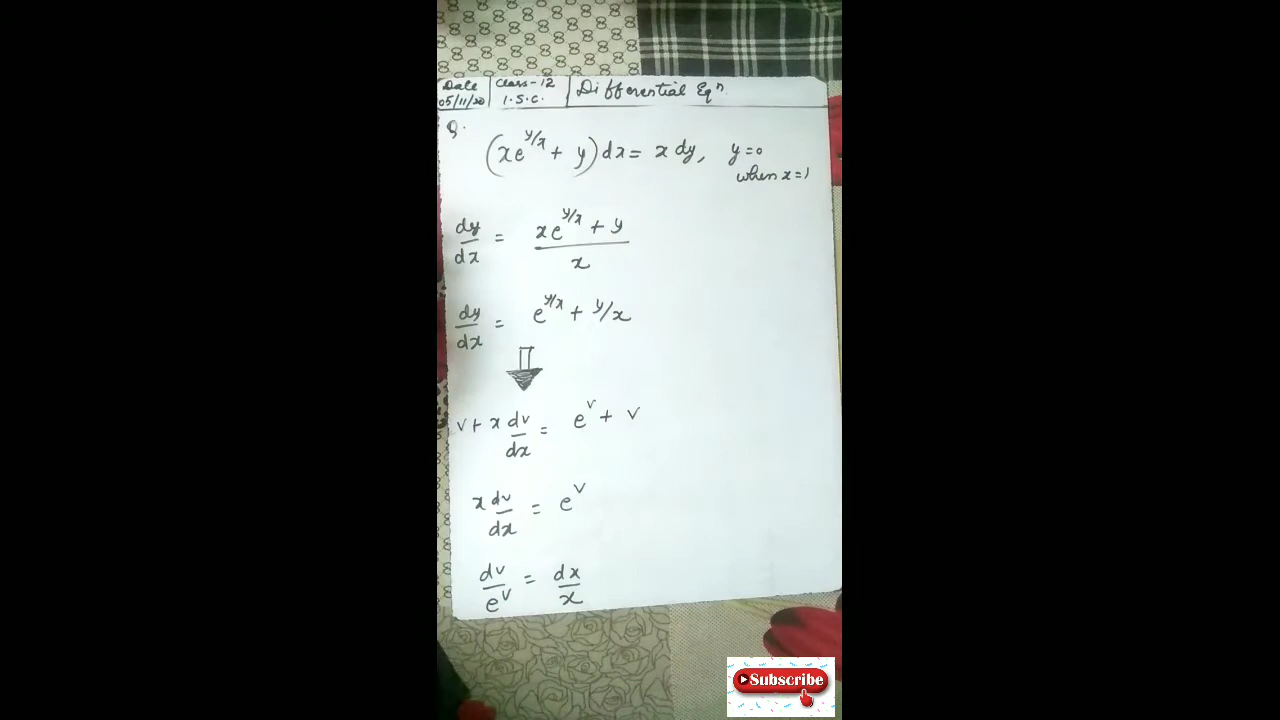 Date
05/11/20
Class-12
I.S.C.
Differential Eqⁿ.
Q.
(xe^{y/x} + y) dx = x dy, y=0
when x=1
dy/dx = (xe^{y/x} + y)/x
dy/dx = e^{y/x} + y/x
v + x dv/dx = e^v + v
x dv/dx = e^v
dv/e^v = dx/x
Subscribe